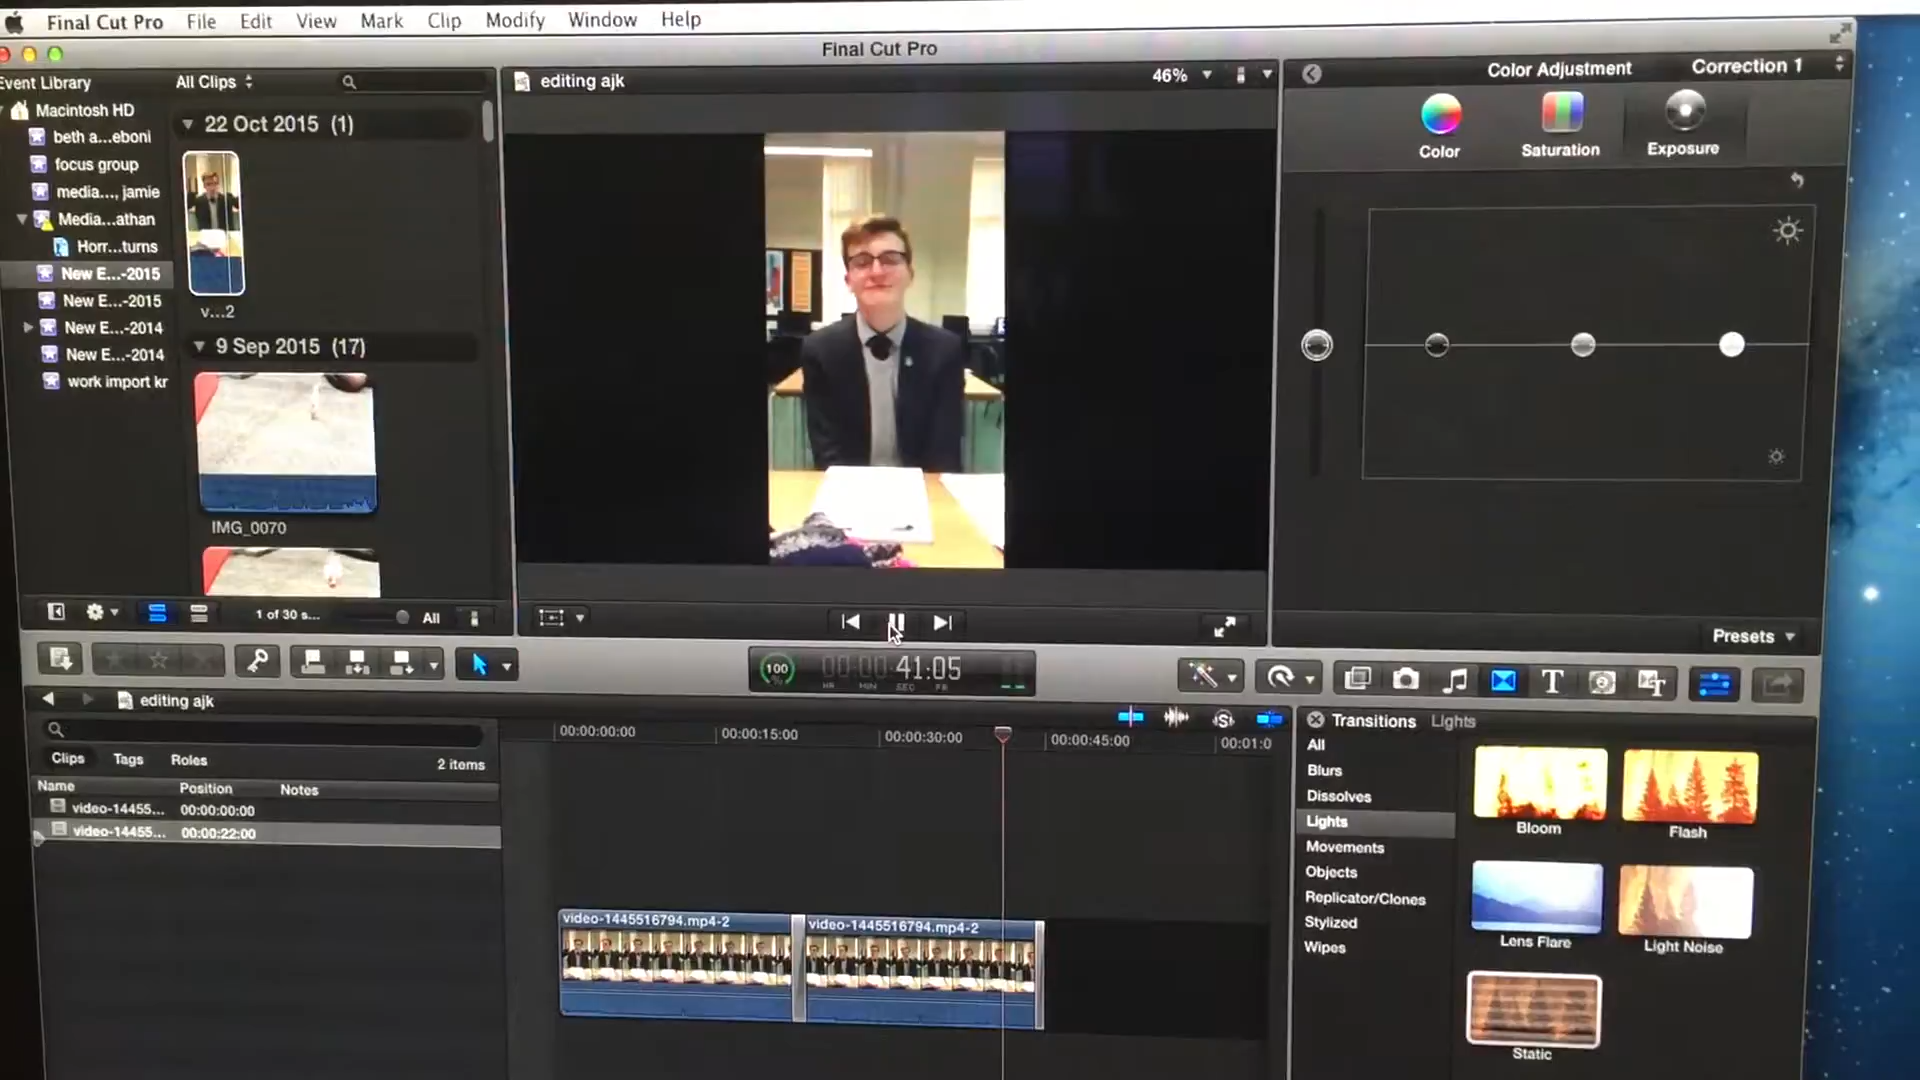 Final Cut Pro File Edit View Mark Clip Modify Window Help
Final Cut Pro
Event Library
All Clips
editing ajk
46%
Color Adjustment
Correction 1
Macintosh HD
beth a...eboni
focus group
media..., jamie
Media...athan
Horr...turns
New E...-2015
New E...-2015
New E...-2014
New E...-2014
work import kr
22 Oct 2015 (1)
v...2
9 Sep 2015 (17)
IMG_0070
Color
Saturation
Exposure
1 of 30 s...
All
Presets
100
%
00:00:41:05
HR MIN SEC FR
editing ajk
Clips Tags Roles
2 items
Name Position Notes
video-14455... 00:00:00:00
video-14455... 00:00:22:00
00:00:00:00
00:00:15:00
00:00:30:00
00:00:45:00
00:01:0
video-1445516794.mp4-2
video-1445516794.mp4-2
Transitions Lights
All
Blurs
Dissolves
Lights
Movements
Objects
Replicator/Clones
Stylized
Wipes
Bloom
Flash
Lens Flare
Light Noise
Static